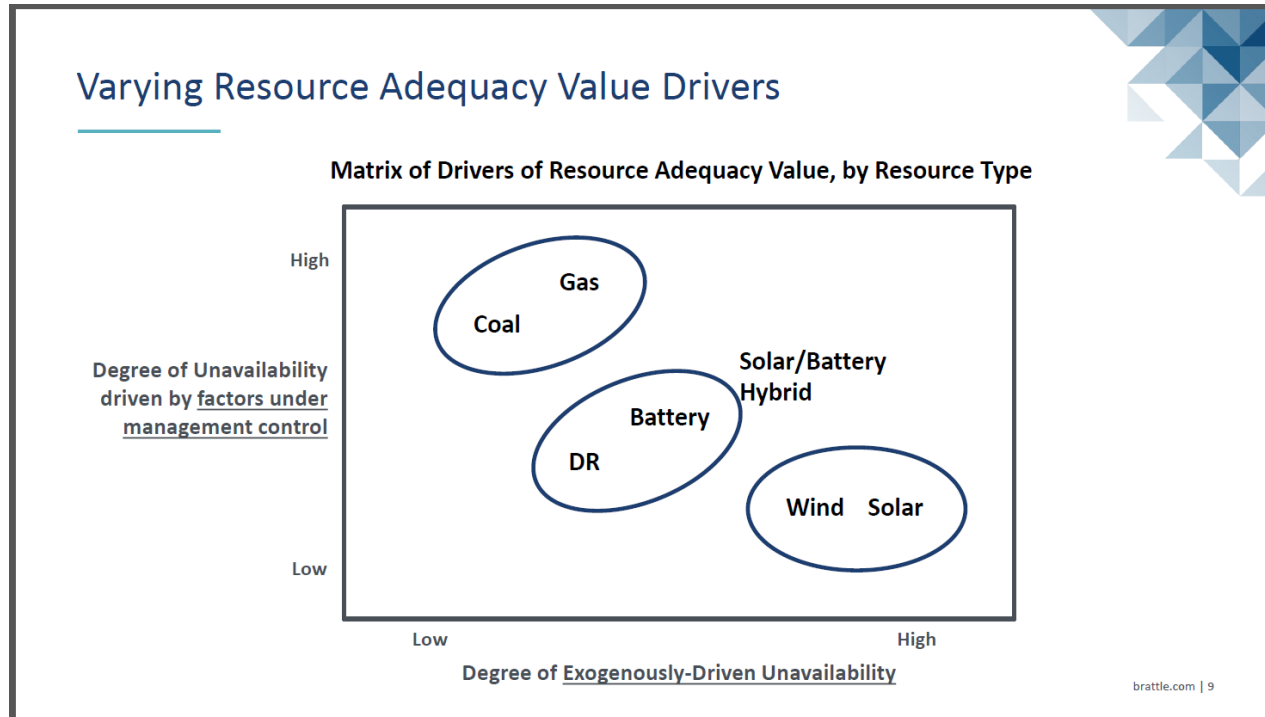 Varying Resource Adequacy Value Drivers
Matrix of Drivers of Resource Adequacy Value, by Resource Type
High
Gas
Coal
Degree of Unavailability
driven by factors under
management control
Solar/Battery
Hybrid
Battery
DR
Wind Solar
Low
Low High
Degree of Exogenously-Driven Unavailability
brattle.com | 9